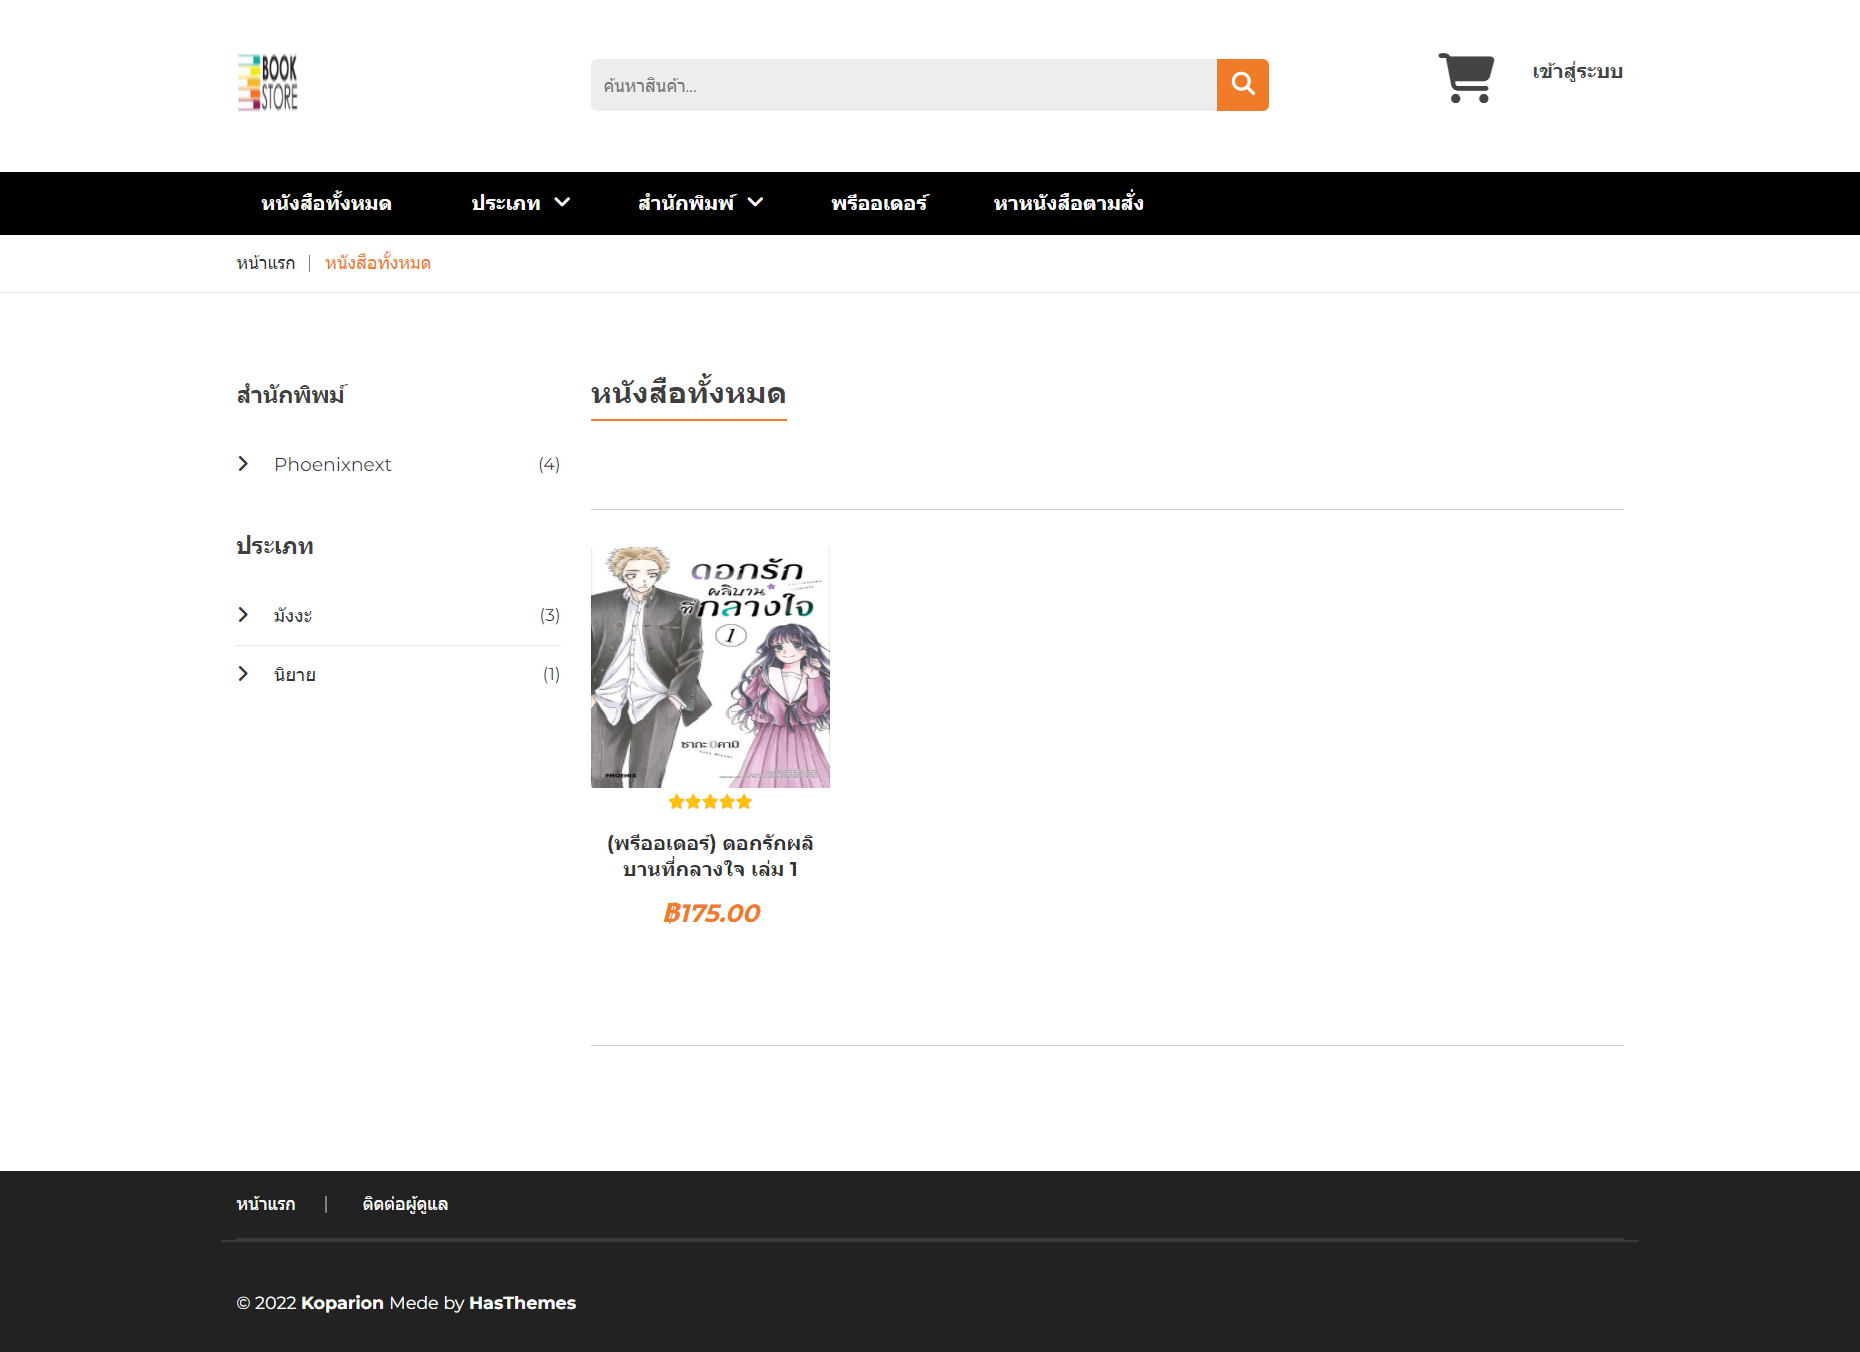 BOOK
STORE
ค้นหาสินค้า...
เข้าสู่ระบบ
หนังสือทั้งหมด
ประเภท
สำนักพิมพ์
พรีออเดอร์
หาหนังสือตามสั่ง
หน้าแรก
หนังสือทั้งหมด
สำนักพิพม์
Phoenixnext (4)
ประเภท
มังงะ (3)
นิยาย (1)
หนังสือทั้งหมด
ดอกรัก
ผลิบาน
ที่กลางใจ
1
ซากะ มิคามิ
PHOENIX
(พรีออเดอร์) ดอกรักผลิ
บานที่กลางใจ เล่ม 1
฿175.00
หน้าแรก
ติดต่อผู้ดูแล
© 2022 Koparion Mede by HasThemes